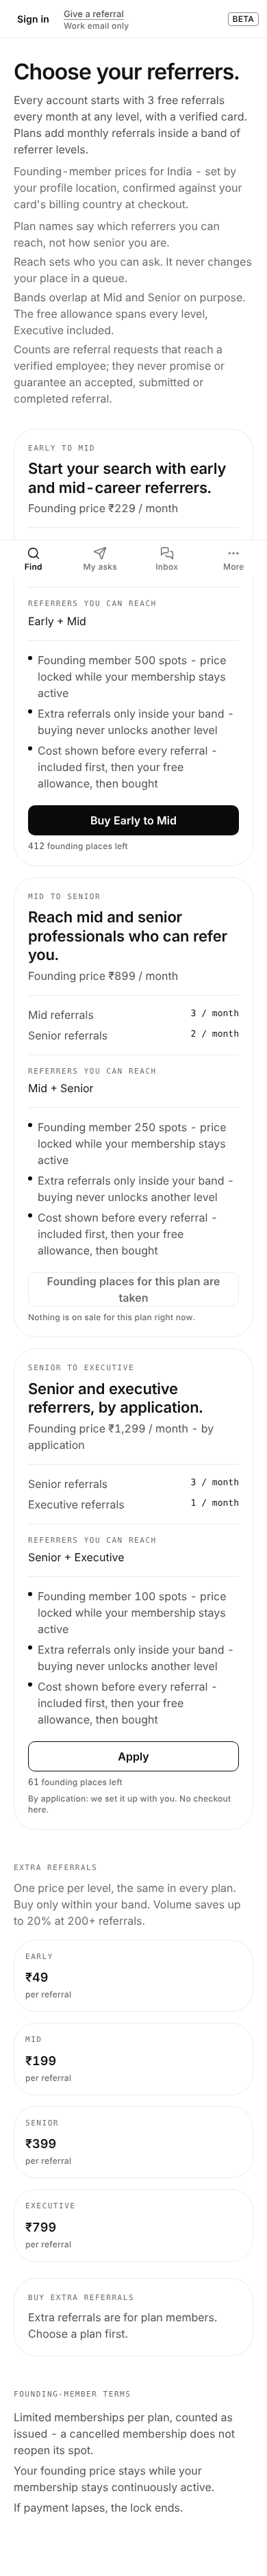 Sign in
Give a referral
Work email only
BETA
Choose your referrers.
Every account starts with 3 free referrals
every month at any level, with a verified card.
Plans add monthly referrals inside a band of
referrer levels.
Founding-member prices for India - set by
your profile location, confirmed against your
card's billing country at checkout.
Plan names say which referrers you can
reach, not how senior you are.
Reach sets who you can ask. It never changes
your place in a queue.
Bands overlap at Mid and Senior on purpose.
The free allowance spans every level,
Executive included.
Counts are referral requests that reach a
verified employee; they never promise or
guarantee an accepted, submitted or
completed referral.
EARLY TO MID
Start your search with early
and mid-career referrers.
Founding price ₹229 / month
Find
My asks
Inbox
More
REFERRERS YOU CAN REACH
Early + Mid
Founding member 500 spots - price
locked while your membership stays
active
Extra referrals only inside your band -
buying never unlocks another level
Cost shown before every referral -
included first, then your free
allowance, then bought
Buy Early to Mid
412 founding places left
MID TO SENIOR
Reach mid and senior
professionals who can refer
you.
Founding price ₹899 / month
Mid referrals 3 / month
Senior referrals 2 / month
REFERRERS YOU CAN REACH
Mid + Senior
Founding member 250 spots - price
locked while your membership stays
active
Extra referrals only inside your band -
buying never unlocks another level
Cost shown before every referral -
included first, then your free
allowance, then bought
Founding places for this plan are
taken
Nothing is on sale for this plan right now.
SENIOR TO EXECUTIVE
Senior and executive
referrers, by application.
Founding price ₹1,299 / month - by
application
Senior referrals 3 / month
Executive referrals 1 / month
REFERRERS YOU CAN REACH
Senior + Executive
Founding member 100 spots - price
locked while your membership stays
active
Extra referrals only inside your band -
buying never unlocks another level
Cost shown before every referral -
included first, then your free
allowance, then bought
Apply
61 founding places left
By application: we set it up with you. No checkout
here.
EXTRA REFERRALS
One price per level, the same in every plan.
Buy only within your band. Volume saves up
to 20% at 200+ referrals.
EARLY
₹49
per referral
MID
₹199
per referral
SENIOR
₹399
per referral
EXECUTIVE
₹799
per referral
BUY EXTRA REFERRALS
Extra referrals are for plan members.
Choose a plan first.
FOUNDING-MEMBER TERMS
Limited memberships per plan, counted as
issued - a cancelled membership does not
reopen its spot.
Your founding price stays while your
membership stays continuously active.
If payment lapses, the lock ends.